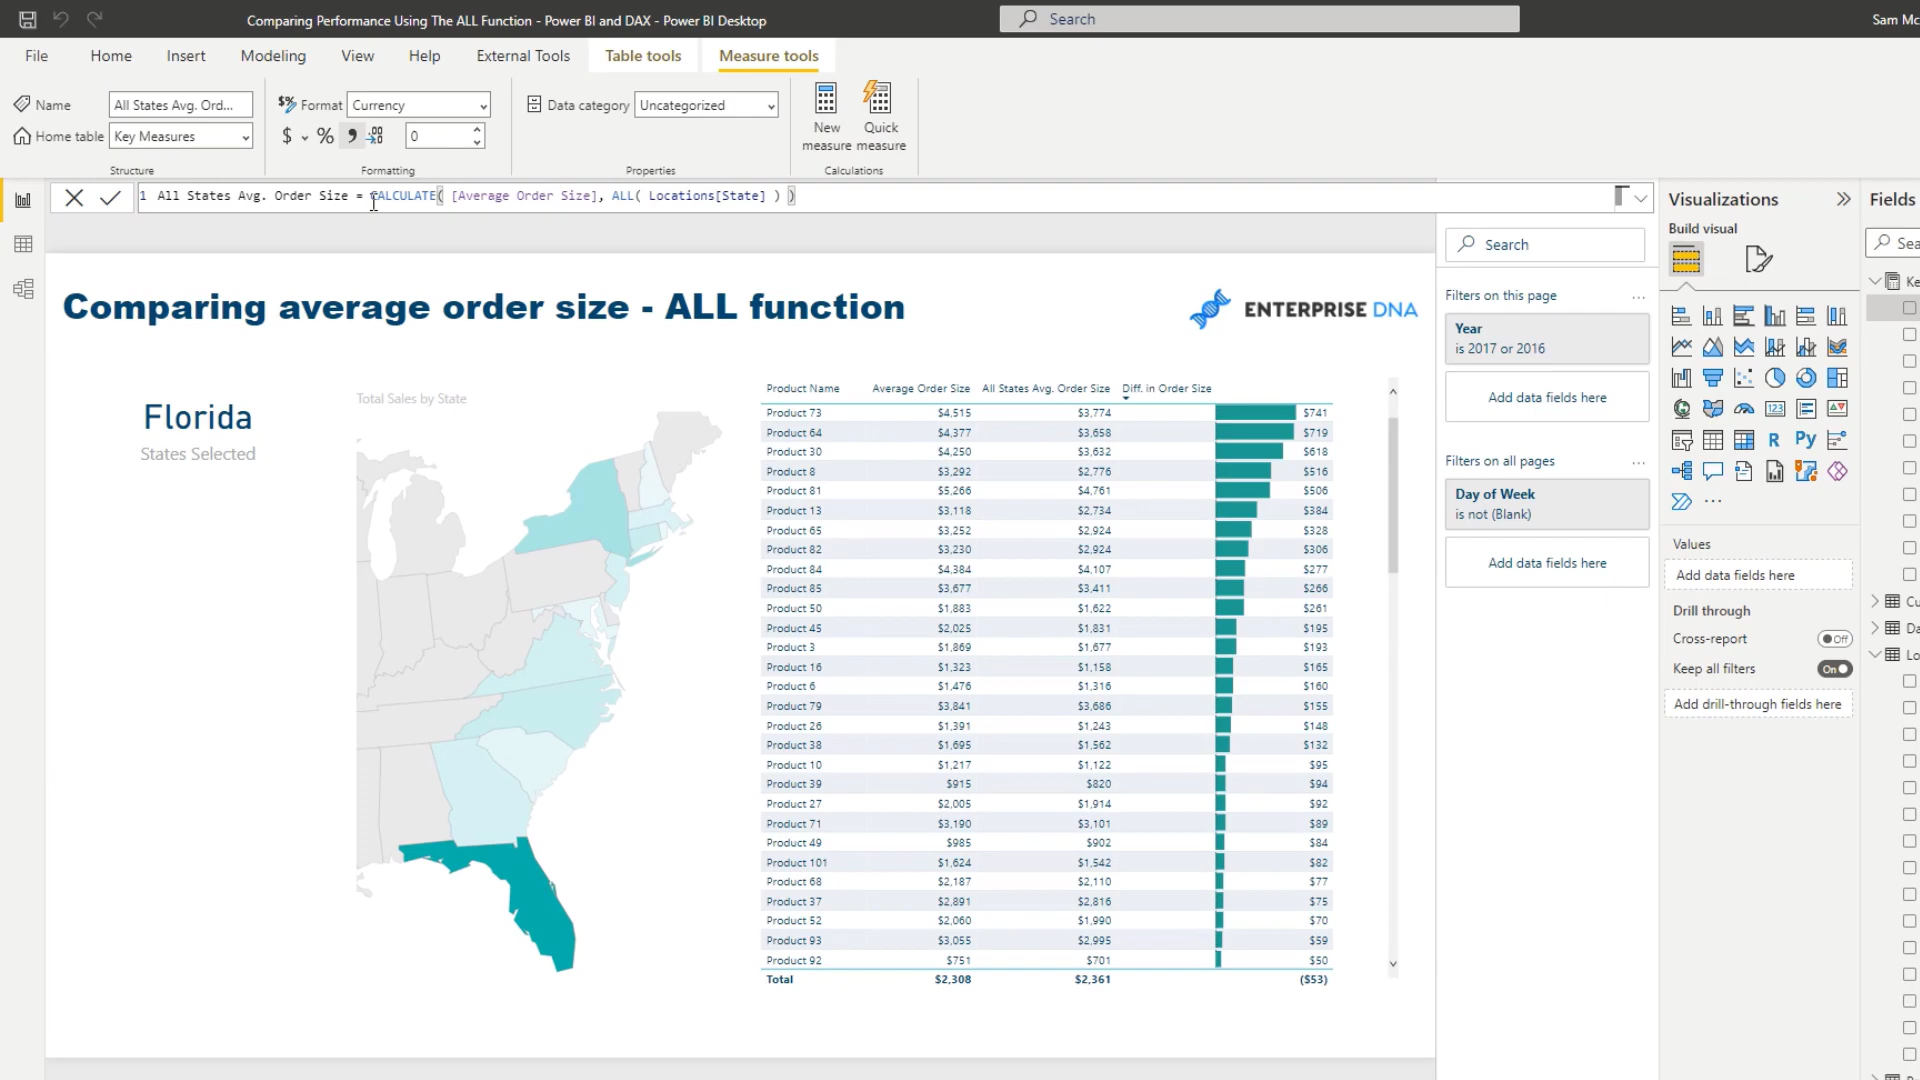 Comparing Performance Using The ALL Function - Power BI and DAX - Power BI Desktop
Search
Sam Mc
File Home Insert Modeling View Help External Tools Table tools Measure tools
Name All States Avg. Ord...
Home table Key Measures
Structure
Format Currency
$ % 0
Formatting
Data category Uncategorized
Properties
New measure
Quick measure
Calculations
1 All States Avg. Order Size = CALCULATE( [Average Order Size], ALL( Locations[State] ) )
Comparing average order size - ALL function
ENTERPRISE DNA
Florida
States Selected
Total Sales by State
Product Name Average Order Size All States Avg. Order Size Diff. in Order Size
Product 73 $4,515 $3,774 $741
Product 64 $4,377 $3,658 $719
Product 30 $4,250 $3,632 $618
Product 8 $3,292 $2,776 $516
Product 81 $5,266 $4,761 $506
Product 13 $3,118 $2,734 $384
Product 65 $3,252 $2,924 $328
Product 82 $3,230 $2,924 $306
Product 84 $4,384 $4,107 $277
Product 85 $3,677 $3,411 $266
Product 50 $1,883 $1,622 $261
Product 45 $2,025 $1,831 $195
Product 3 $1,869 $1,677 $193
Product 16 $1,323 $1,158 $165
Product 6 $1,476 $1,316 $160
Product 79 $3,841 $3,686 $155
Product 26 $1,391 $1,243 $148
Product 38 $1,695 $1,562 $132
Product 10 $1,217 $1,122 $95
Product 39 $915 $820 $94
Product 27 $2,005 $1,914 $92
Product 71 $3,190 $3,101 $89
Product 49 $985 $902 $84
Product 101 $1,624 $1,542 $82
Product 68 $2,187 $2,110 $77
Product 37 $2,891 $2,816 $75
Product 52 $2,060 $1,990 $70
Product 93 $3,055 $2,995 $59
Product 92 $751 $701 $50
Total $2,308 $2,361 ($53)
Search
Filters on this page
Year
is 2017 or 2016
Add data fields here
Filters on all pages
Day of Week
is not (Blank)
Add data fields here
Visualizations
Build visual
123
R Py
Values
Add data fields here
Drill through
Cross-report Off
Keep all filters On
Add drill-through fields here
Fields
Sea
Ke
Cu
Da
Lo